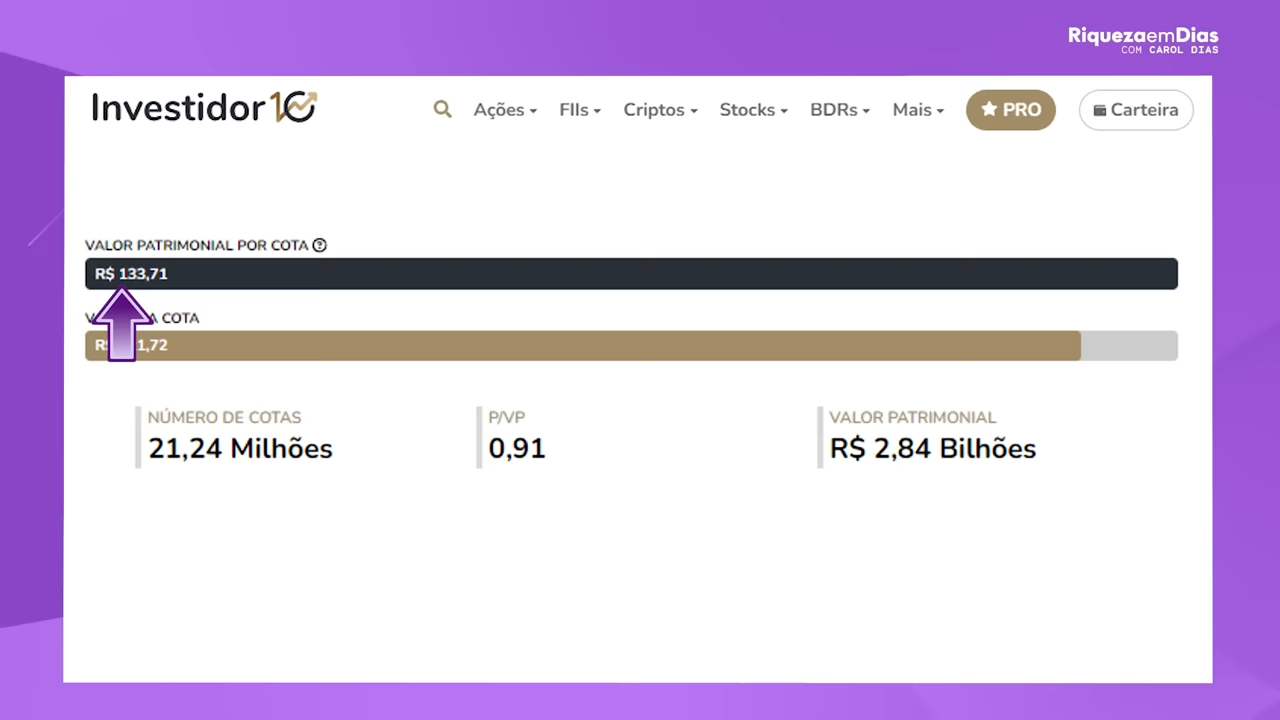 RiquezaemDias
COM CAROL DIAS
Investidor10
Ações
FIIs
Criptos
Stocks
BDRs
Mais
PRO
Carteira
VALOR PATRIMONIAL POR COTA
R$ 133,71
COTA
1,72
NÚMERO DE COTAS
21,24 Milhões
P/VP
0,91
VALOR PATRIMONIAL
R$ 2,84 Bilhões